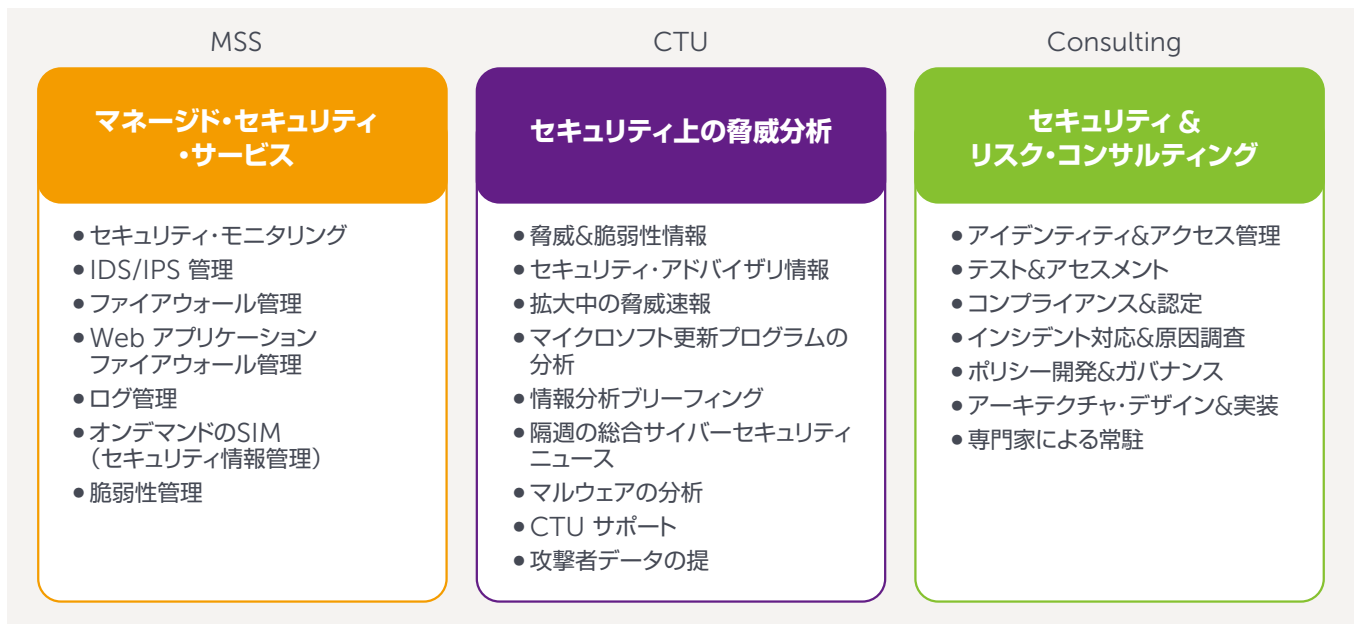 MSS
マネージド・セキュリティ
・サービス
●セキュリティ・モニタリング
●IDS/IPS 管理
●ファイアウォール管理
●Web アプリケーション
ファイアウォール管理
●ログ管理
●オンデマンドのSIM
（セキュリティ情報管理）
●脆弱性管理
CTU
セキュリティ上の脅威分析
●脅威&脆弱性情報
●セキュリティ・アドバイザリ情報
●拡大中の脅威速報
●マイクロソフト更新プログラムの
分析
●情報分析ブリーフィング
●隔週の総合サイバーセキュリティ
ニュース
●マルウェアの分析
●CTU サポート
●攻撃者データの提
Consulting
セキュリティ &
リスク・コンサルティング
●アイデンティティ&アクセス管理
●テスト&アセスメント
●コンプライアンス&認定
●インシデント対応&原因調査
●ポリシー開発&ガバナンス
●アーキテクチャ・デザイン&実装
●専門家による常駐